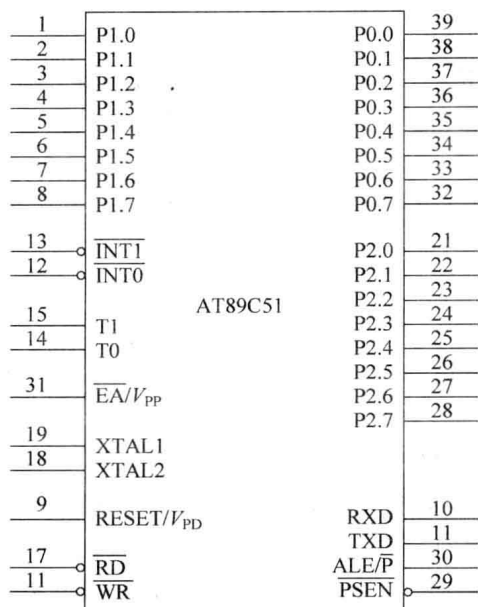 1 P1.0 P0.0 39
2 P1.1 P0.1 38
3 P1.2 P0.2 37
4 P1.3 P0.3 36
5 P1.4 P0.4 35
6 P1.5 P0.5 34
7 P1.6 P0.6 33
8 P1.7 P0.7 32
13 INT1 P2.0 21
12 INT0 P2.1 22
P2.2 23
AT89C51
15 T1 P2.3 24
14 T0 P2.4 25
P2.5 26
31 EA/VPP P2.6 27
P2.7 28
19 XTAL1
18 XTAL2
9 RESET/VPD RXD 10
TXD 11
17 RD ALE/P 30
11 WR PSEN 29